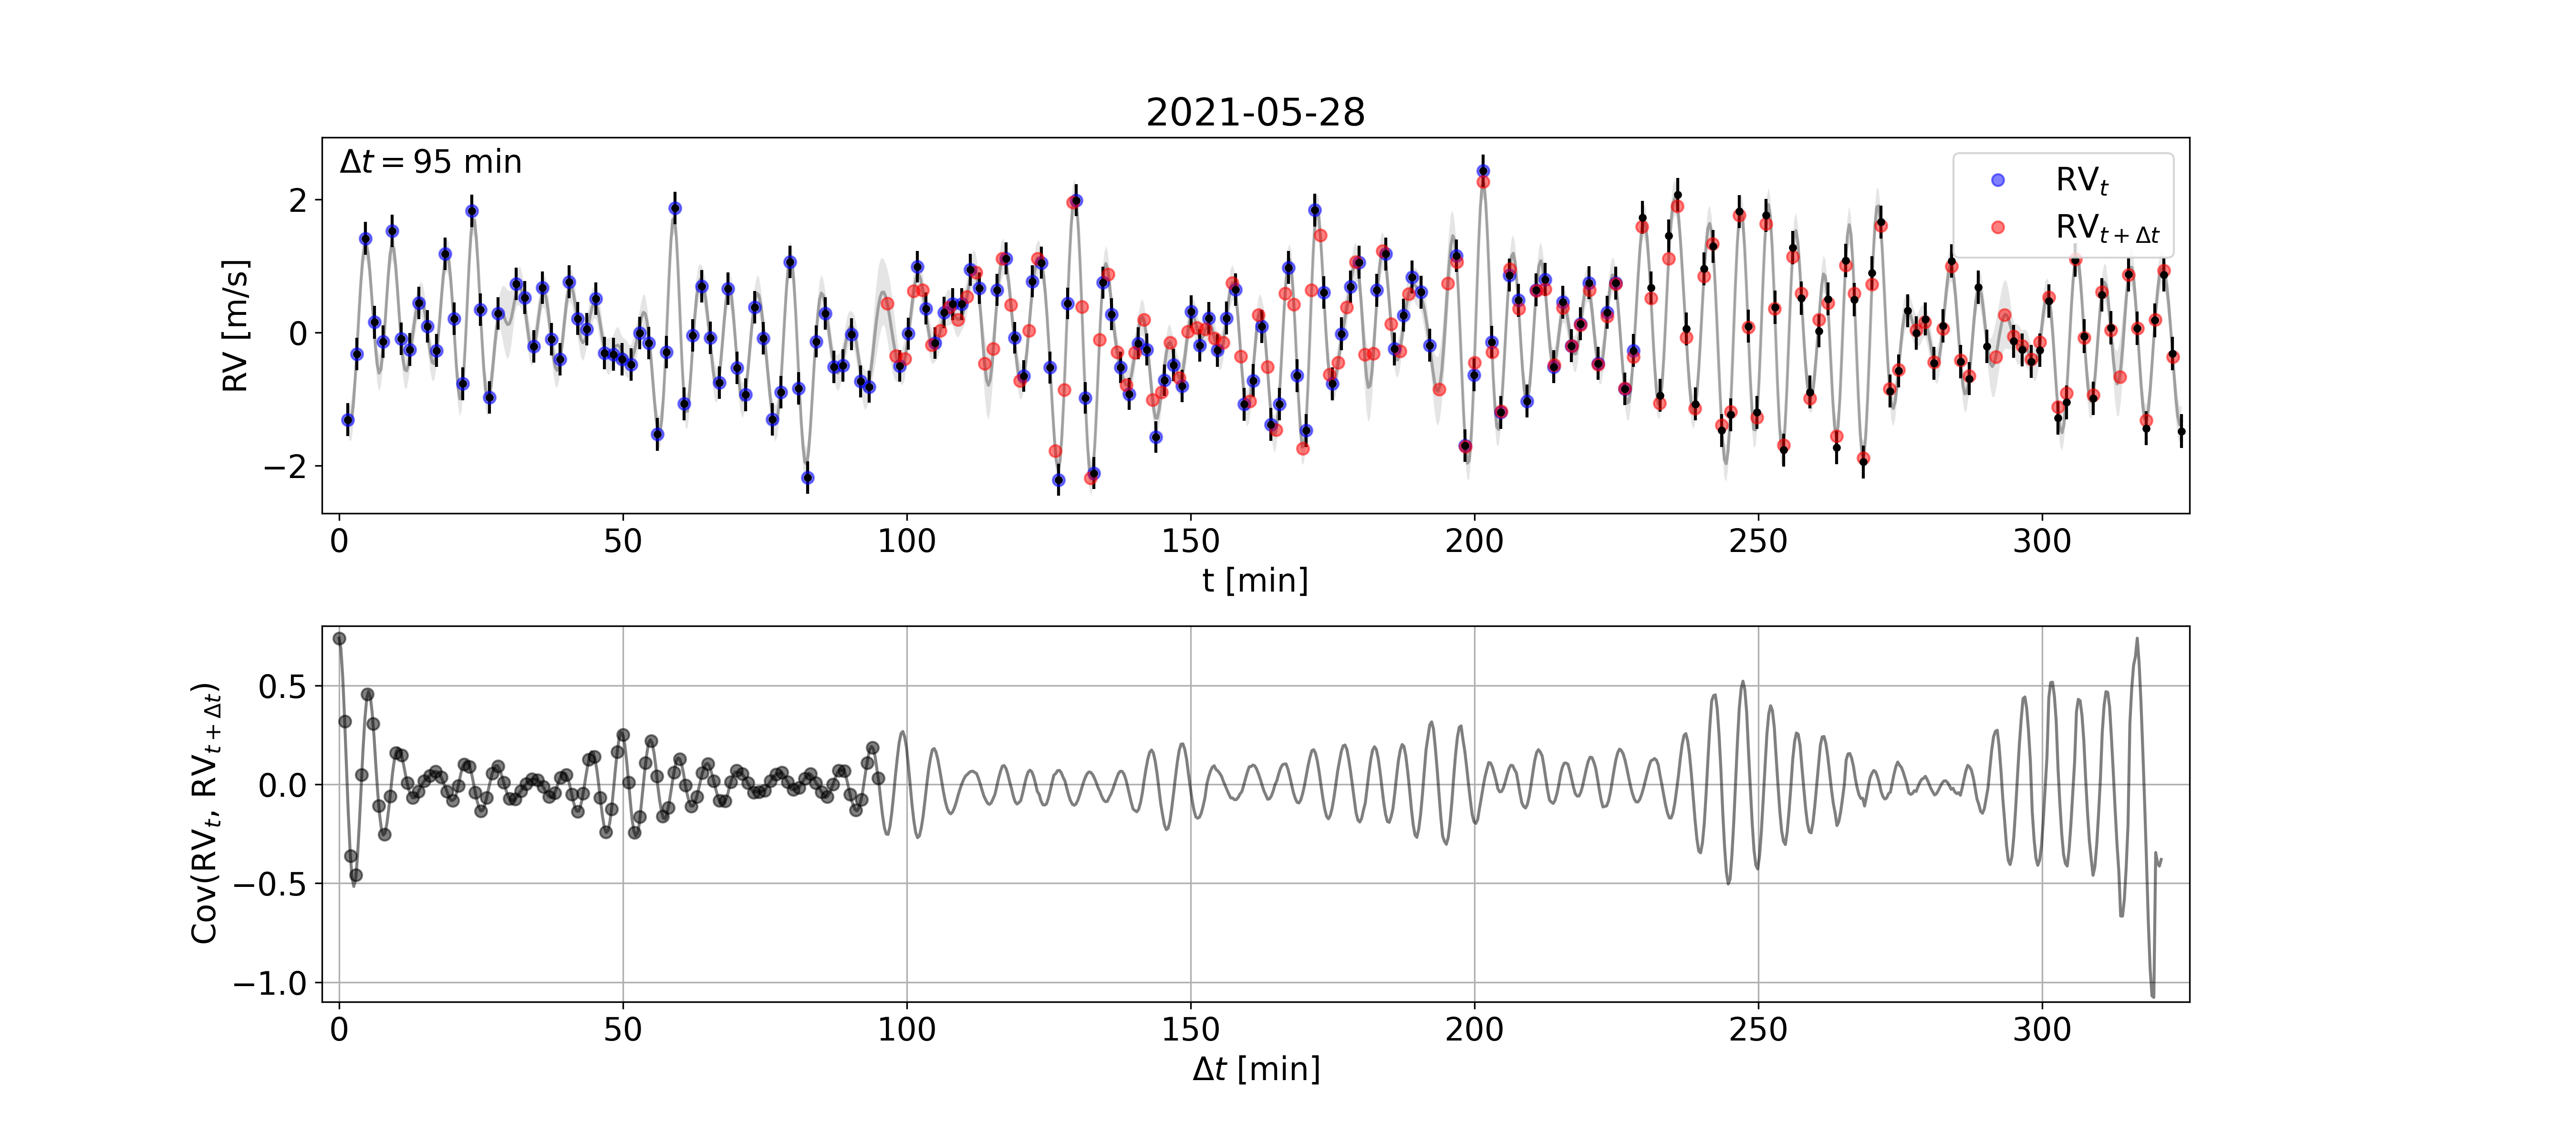 2021-05-28
Δt = 95 min
RV_t
RV_{t+Δt}
RV [m/s]
2
0
−2
0 50 100 150 200 250 300
t [min]
Cov(RV_t, RV_{t+Δt})
0.5
0.0
−0.5
−1.0
0 50 100 150 200 250 300
Δt [min]